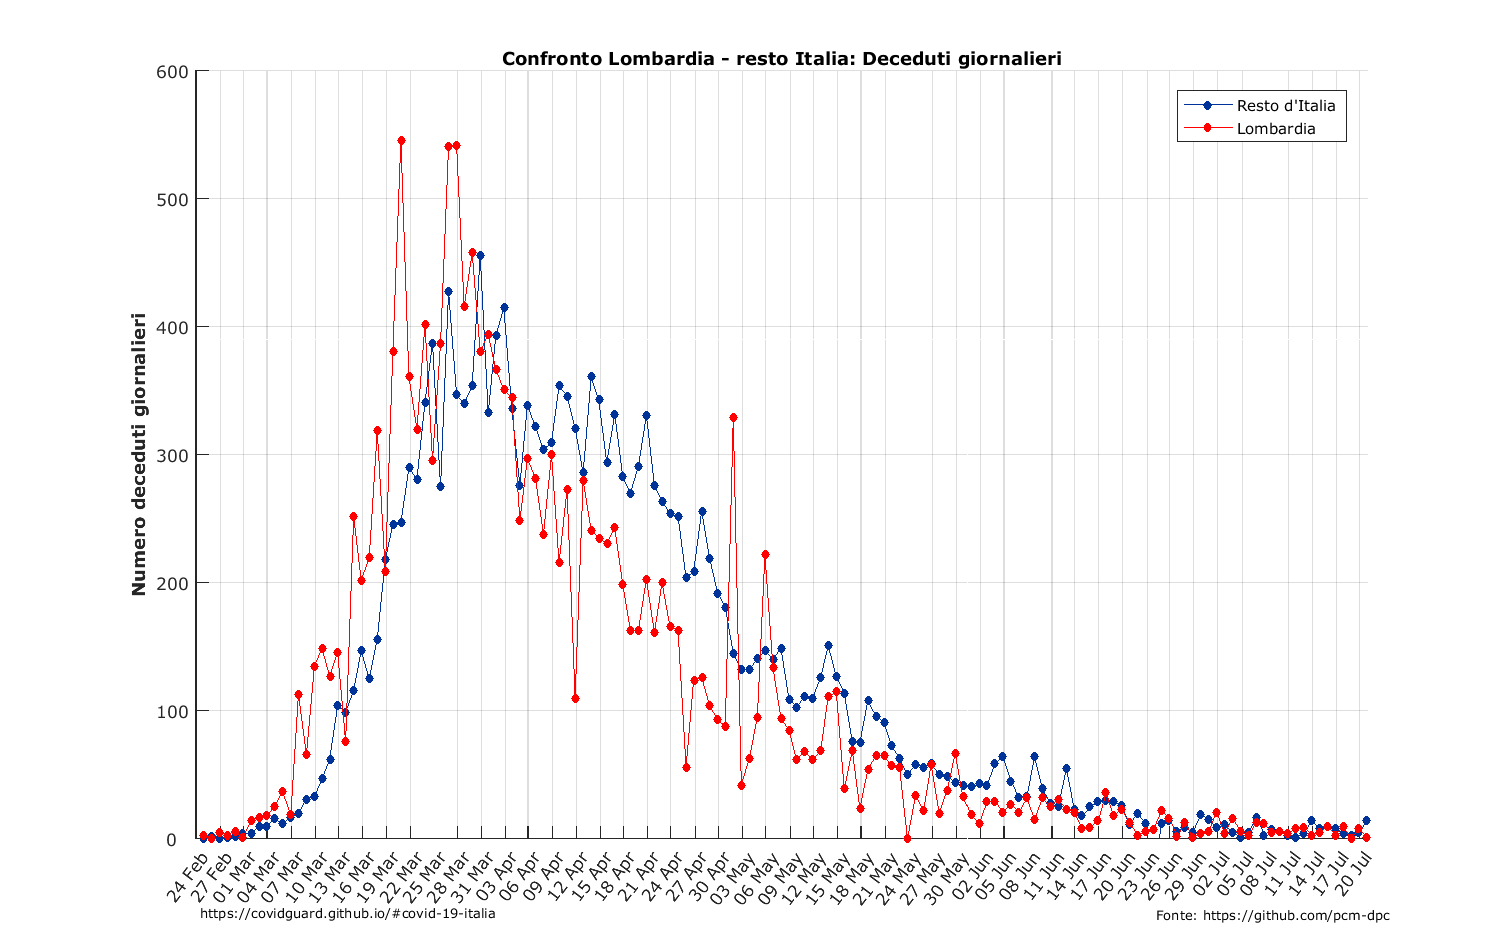 Confronto Lombardia - resto Italia: Deceduti giornalieri
600
500
400
300
200
100
0
Numero deceduti giornalieri
Resto d'Italia
Lombardia
24 Feb
27 Feb
01 Mar
04 Mar
07 Mar
10 Mar
13 Mar
16 Mar
19 Mar
22 Mar
25 Mar
28 Mar
31 Mar
03 Apr
06 Apr
09 Apr
12 Apr
15 Apr
18 Apr
21 Apr
24 Apr
27 Apr
30 Apr
03 May
06 May
09 May
12 May
15 May
18 May
21 May
24 May
27 May
30 May
02 Jun
05 Jun
08 Jun
11 Jun
14 Jun
17 Jun
20 Jun
23 Jun
26 Jun
29 Jun
02 Jul
05 Jul
08 Jul
11 Jul
14 Jul
17 Jul
20 Jul
https://covidguard.github.io/#covid-19-italia
Fonte: https://github.com/pcm-dpc